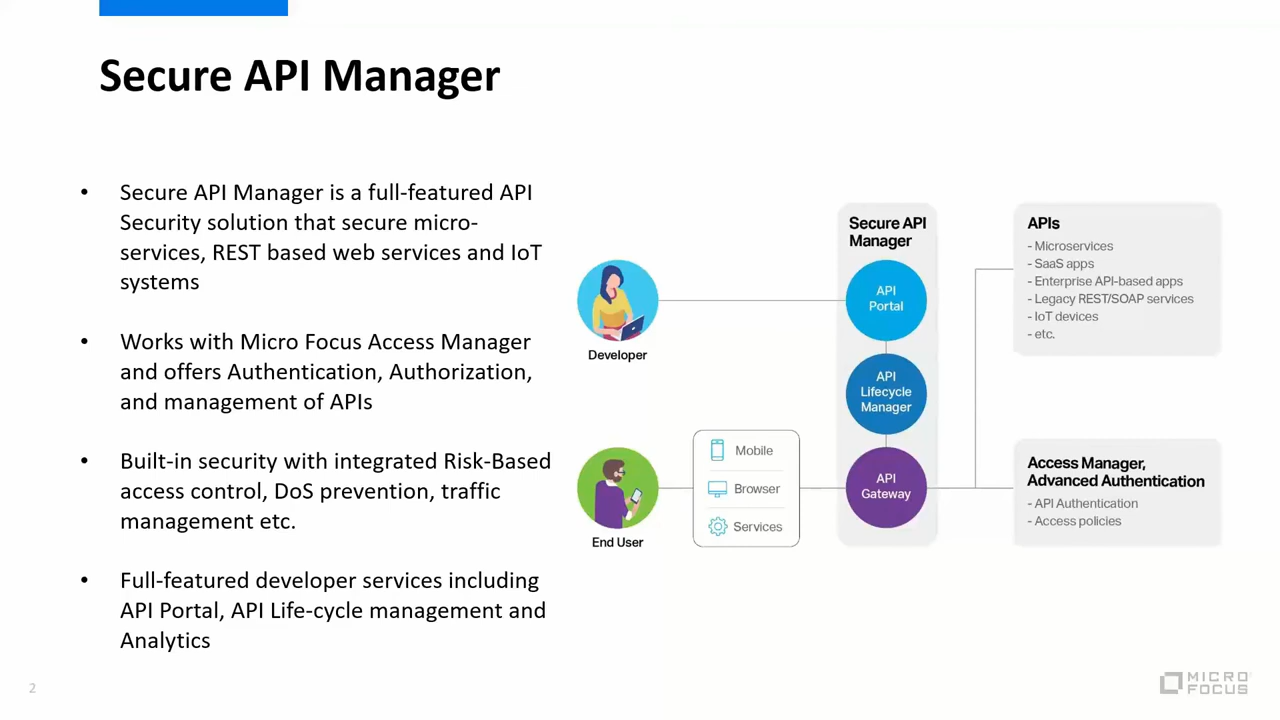 Secure API Manager
• Secure API Manager is a full-featured API
Security solution that secure micro-
services, REST based web services and IoT
systems
• Works with Micro Focus Access Manager
and offers Authentication, Authorization,
and management of APIs
• Built-in security with integrated Risk-Based
access control, DoS prevention, traffic
management etc.
• Full-featured developer services including
API Portal, API Life-cycle management and
Analytics
Developer
End User
Mobile
Browser
Services
Secure API
Manager
API
Portal
API
Lifecycle
Manager
API
Gateway
APIs
- Microservices
- SaaS apps
- Enterprise API-based apps
- Legacy REST/SOAP services
- IoT devices
- etc.
Access Manager,
Advanced Authentication
- API Authentication
- Access policies
2
MICRO
FOCUS